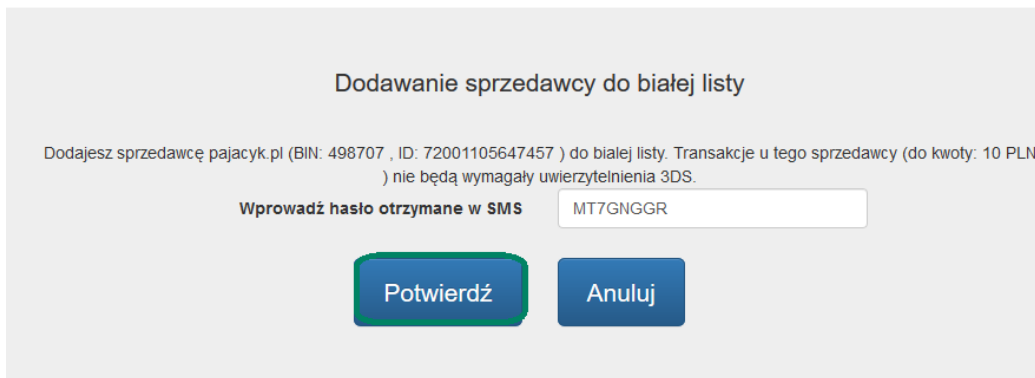 Dodawanie sprzedawcy do białej listy
Dodajesz sprzedawcę pajacyk.pl (BIN: 498707 , ID: 72001105647457 ) do bialej listy. Transakcje u tego sprzedawcy (do kwoty: 10 PLN
) nie będą wymagały uwierzytelnienia 3DS.
Wprowadź hasło otrzymane w SMS MT7GNGGR
Potwierdź Anuluj